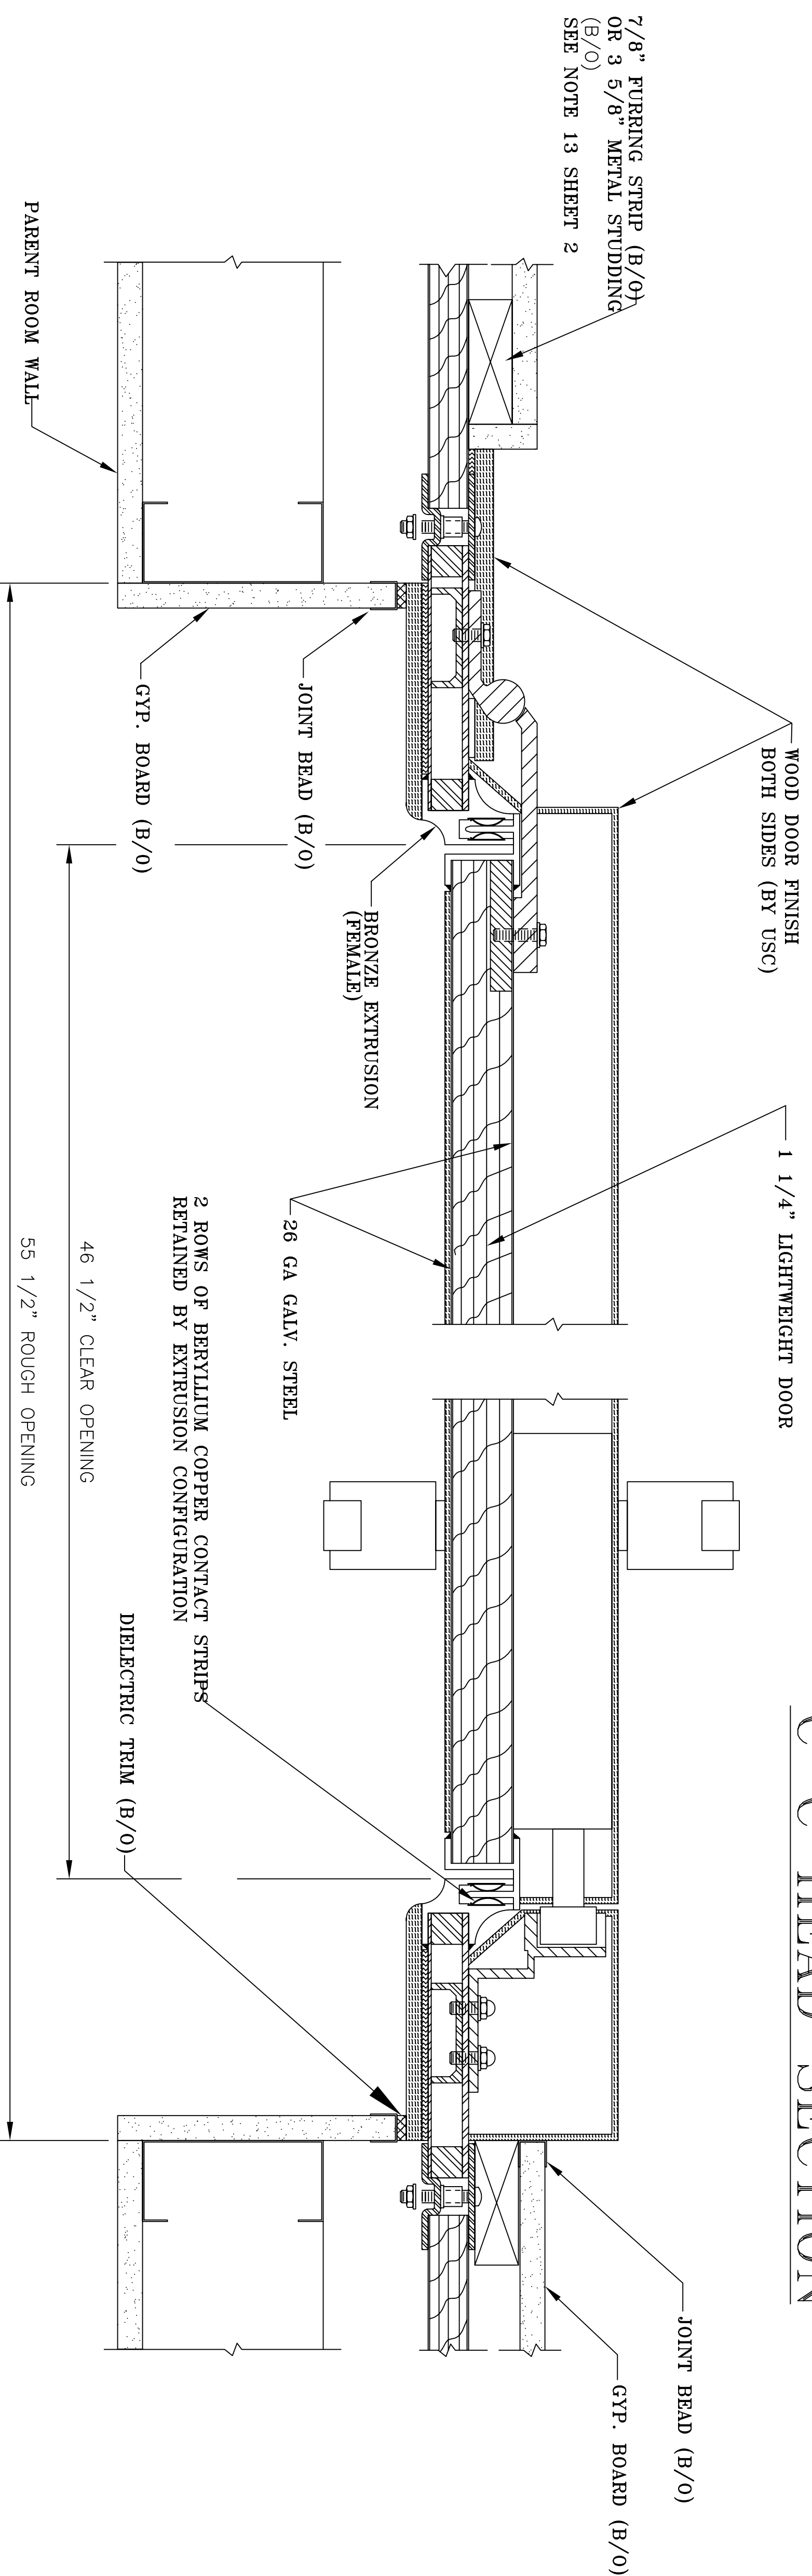 7/8" FURRING STRIP (B/O)
OR 3 5/8" METAL STUDDING
(B/O)
SEE NOTE 13 SHEET 2
WOOD DOOR FINISH
BOTH SIDES (BY USC)
1 1/4" LIGHTWEIGHT DOOR
HEAD SECTION
PARENT ROOM WALL
GYP. BOARD (B/O)
JOINT BEAD (B/O)
BRONZE EXTRUSION
(FEMALE)
26 GA GALV. STEEL
2 ROWS OF BERYLLIUM COPPER CONTACT STRIPS
RETAINED BY EXTRUSION CONFIGURATION
DIELECTRIC TRIM (B/O)
JOINT BEAD (B/O)
GYP. BOARD (B/O)
46 1/2" CLEAR OPENING
55 1/2" ROUGH OPENING